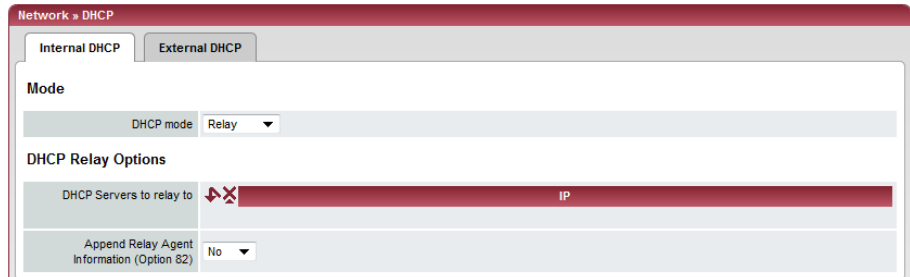 Network » DHCP
Internal DHCP External DHCP
Mode
DHCP mode Relay
DHCP Relay Options
DHCP Servers to relay to IP
Append Relay Agent
Information (Option 82) No